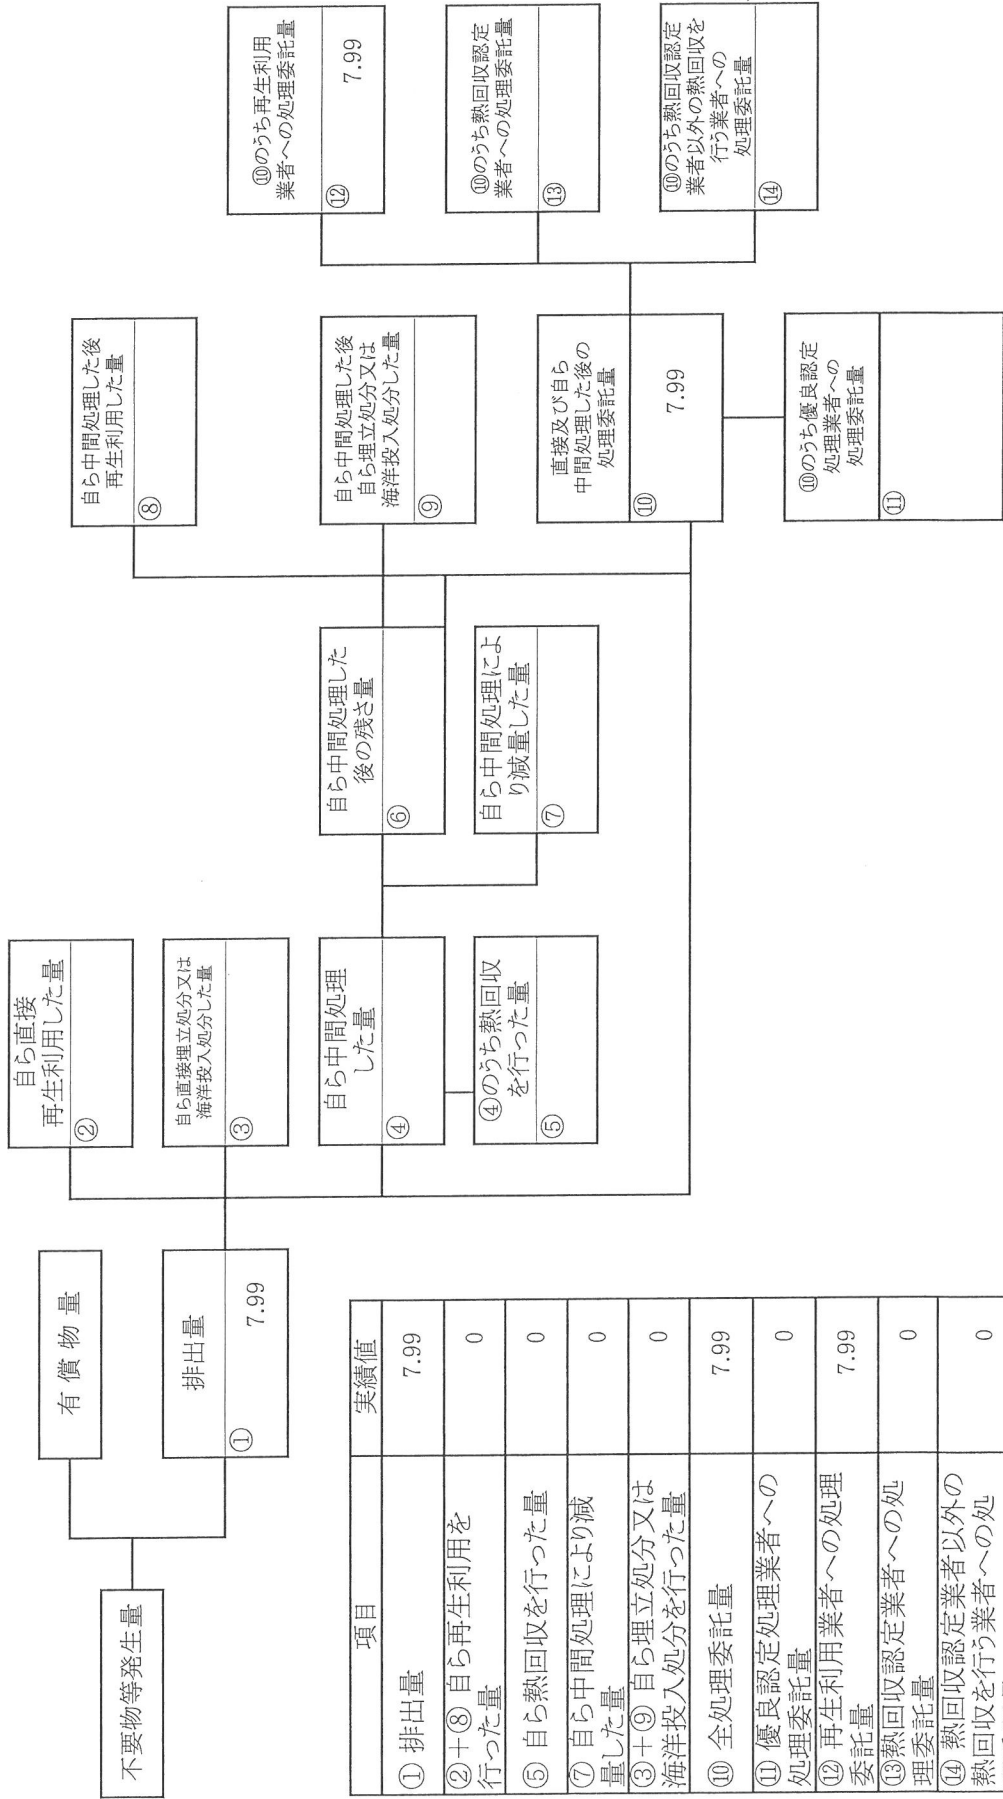 不要物等発生量
有償物量
排出量
①
7.99
自ら直接
再生利用した量
②
自ら直接埋立処分又は
海洋投入処分した量
③
自ら中間処理
した量
④
④のうち熱回収
を行った量
⑤
自ら中間処理した
後の残さ量
⑥
自ら中間処理によ
り減量した量
⑦
自ら中間処理した後
再生利用した量
⑧
自ら中間処理した後
自ら埋立処分又は
海洋投入処分した量
⑨
直接及び自ら
中間処理した後の
処理委託量
⑩
7.99
⑩のうち優良認定
処理業者への
処理委託量
⑪
⑩のうち再生利用
業者への処理委託量
⑫
7.99
⑩のうち熱回収認定
業者への処理委託量
⑬
⑩のうち熱回収認定
業者以外の熱回収を
行う業者への
処理委託量
⑭
項目 実績値
① 排出量 7.99
②+⑧ 自ら再生利用を
行った量 0
⑤ 自ら熱回収を行った量 0
⑦ 自ら中間処理により減
量した量 0
③+⑨ 自ら埋立処分又は
海洋投入処分を行った量 0
⑩ 全処理委託量 7.99
⑪ 優良認定処理業者への
処理委託量 0
⑫ 再生利用業者への処理
委託量 7.99
⑬熱回収認定業者への処
理委託量 0
⑭ 熱回収認定業者以外の
熱回収を行う業者への処 0